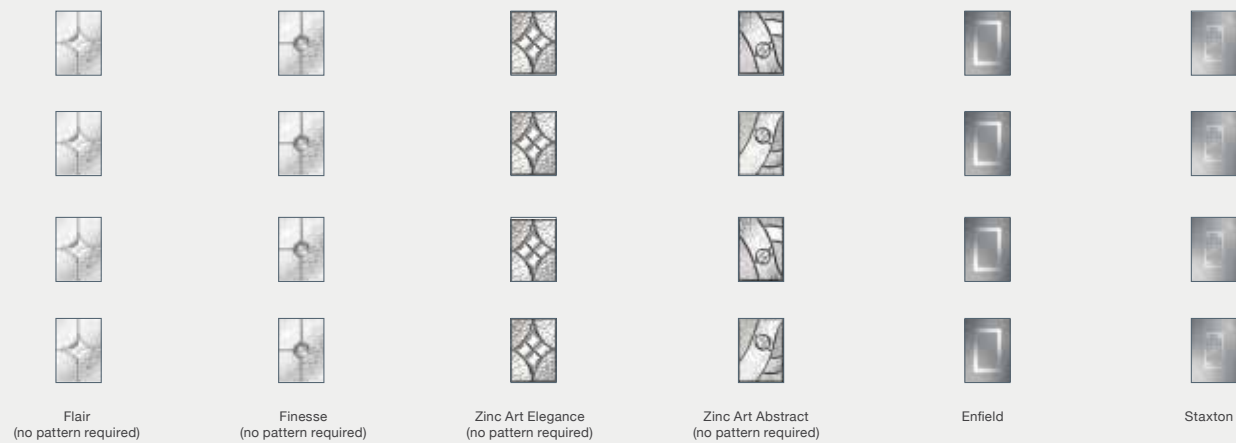 Flair
(no pattern required)
Finesse
(no pattern required)
Zinc Art Elegance
(no pattern required)
Zinc Art Abstract
(no pattern required)
Enfield
Staxton